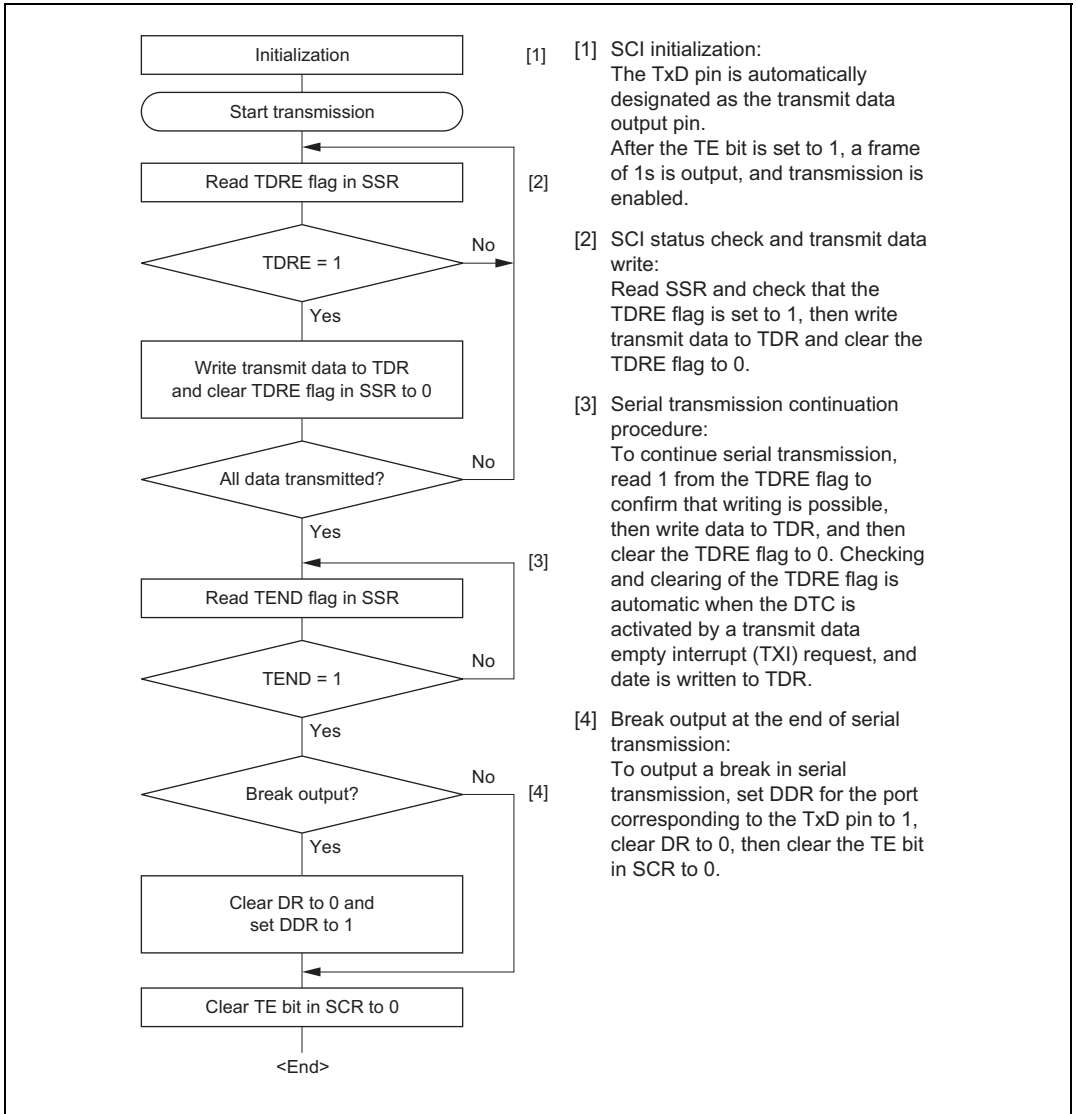 Initialization
[1]
Start transmission
Read TDRE flag in SSR
[2]
No
TDRE = 1
Yes
Write transmit data to TDR
and clear TDRE flag in SSR to 0
No
All data transmitted?
Yes
[3]
Read TEND flag in SSR
No
TEND = 1
Yes
No
Break output?
[4]
Yes
Clear DR to 0 and
set DDR to 1
Clear TE bit in SCR to 0
<End>
[1] SCI initialization:
The TxD pin is automatically
designated as the transmit data
output pin.
After the TE bit is set to 1, a frame
of 1s is output, and transmission is
enabled.
[2] SCI status check and transmit data
write:
Read SSR and check that the
TDRE flag is set to 1, then write
transmit data to TDR and clear the
TDRE flag to 0.
[3] Serial transmission continuation
procedure:
To continue serial transmission,
read 1 from the TDRE flag to
confirm that writing is possible,
then write data to TDR, and then
clear the TDRE flag to 0. Checking
and clearing of the TDRE flag is
automatic when the DTC is
activated by a transmit data
empty interrupt (TXI) request, and
date is written to TDR.
[4] Break output at the end of serial
transmission:
To output a break in serial
transmission, set DDR for the port
corresponding to the TxD pin to 1,
clear DR to 0, then clear the TE bit
in SCR to 0.